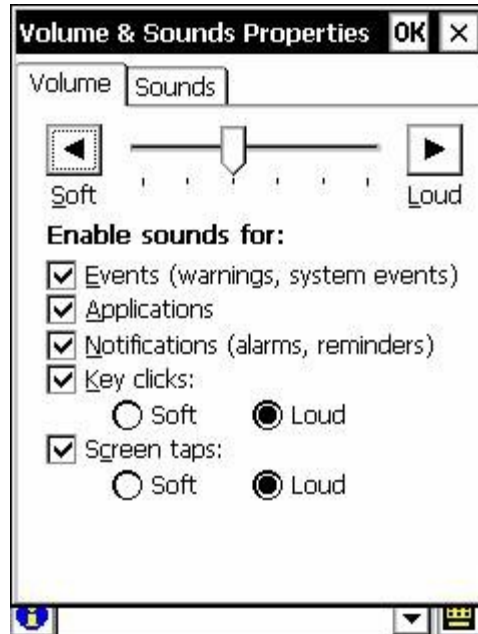 Volume & Sounds Properties OK ×
Volume Sounds
Soft Loud
Enable sounds for:
Events (warnings, system events)
Applications
Notifications (alarms, reminders)
Key clicks:
Soft Loud
Screen taps:
Soft Loud